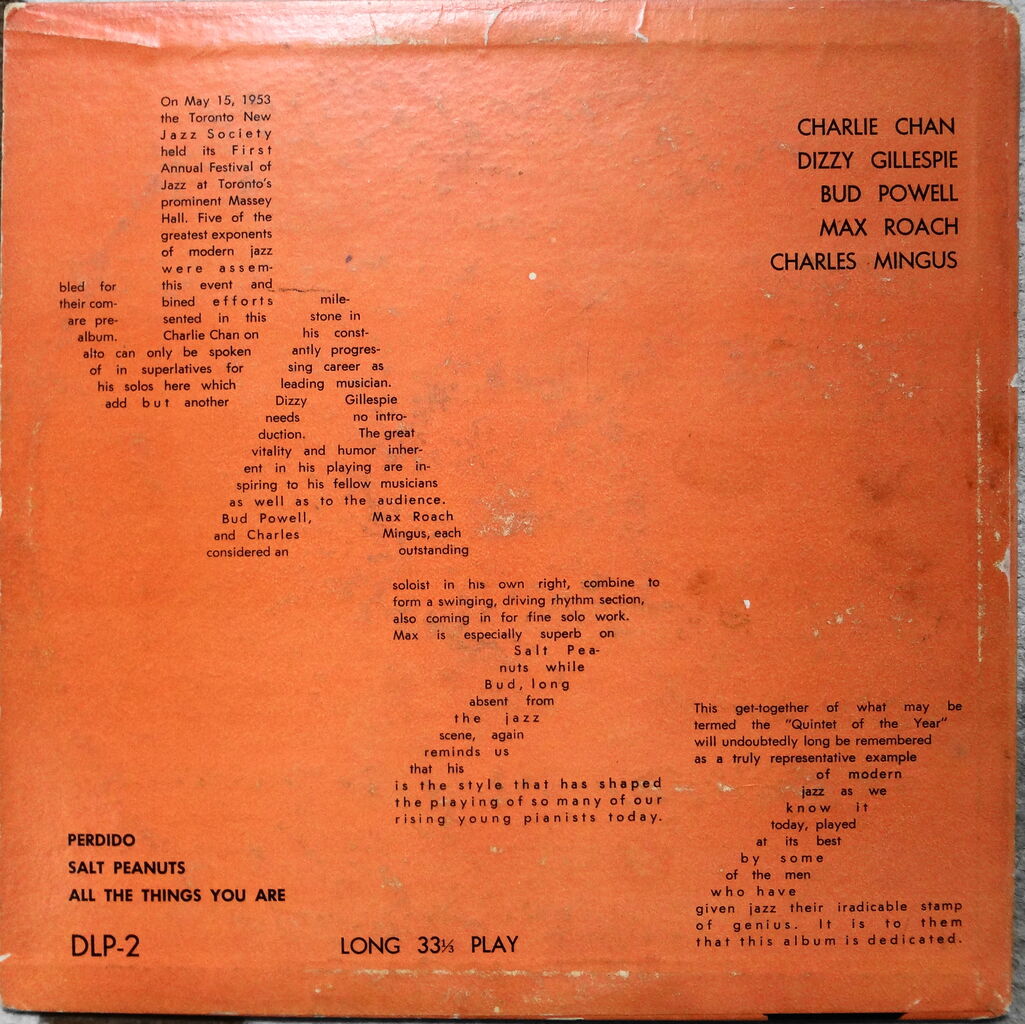 On May 15, 1953
the Toronto New
Jazz Society
held its First
Annual Festival of
Jazz at Toronto's
prominent Massey
Hall. Five of the
greatest exponents
of modern jazz
were assem-
bled for this event and
their com- bined efforts
are pre- sented in this
album. Charlie Chan on
alto can only be spoken
of in superlatives for
his solos here which
add but another
mile-
stone in
his const-
antly progres-
sing career as
leading musician.
Dizzy Gillespie
needs no intro-
duction. The great
vitality and humor inher-
ent in his playing are in-
spiring to his fellow musicians
as well as to the audience.
Bud Powell, Max Roach
and Charles Mingus, each
considered an outstanding
soloist in his own right, combine to
form a swinging, driving rhythm section,
also coming in for fine solo work.
Max is especially superb on
Salt Pea-
nuts while
Bud, long
absent from
the jazz
scene, again
reminds us
that his
is the style that has shaped
the playing of so many of our
rising young pianists today.
This get-together of what may be
termed the "Quintet of the Year"
will undoubtedly long be remembered
as a truly representative example
of modern
jazz as we
know it
today, played
at its best
by some
of the men
who have
given jazz their iradicable stamp
of genius. It is to them
that this album is dedicated.
CHARLIE CHAN
DIZZY GILLESPIE
BUD POWELL
MAX ROACH
CHARLES MINGUS
PERDIDO
SALT PEANUTS
ALL THE THINGS YOU ARE
DLP-2
LONG 33⅓ PLAY